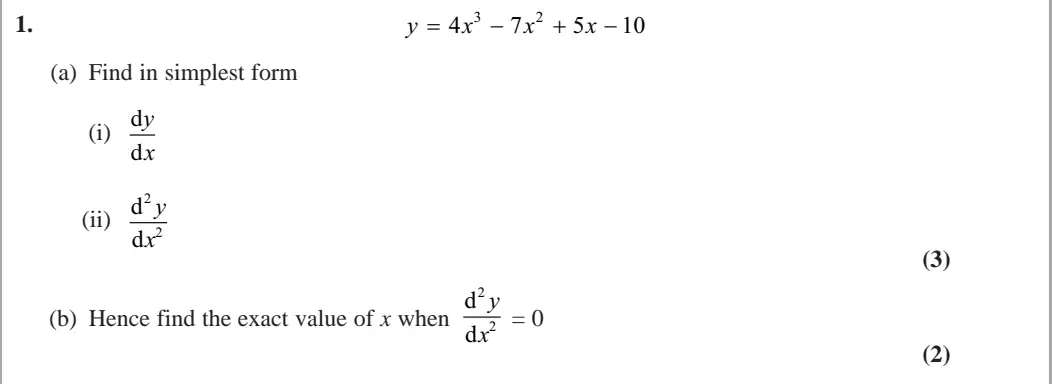 1. y = 4x³ − 7x² + 5x − 10
(a) Find in simplest form
(i) dy/dx
(ii) d²y/dx²
(3)
(b) Hence find the exact value of x when d²y/dx² = 0
(2)